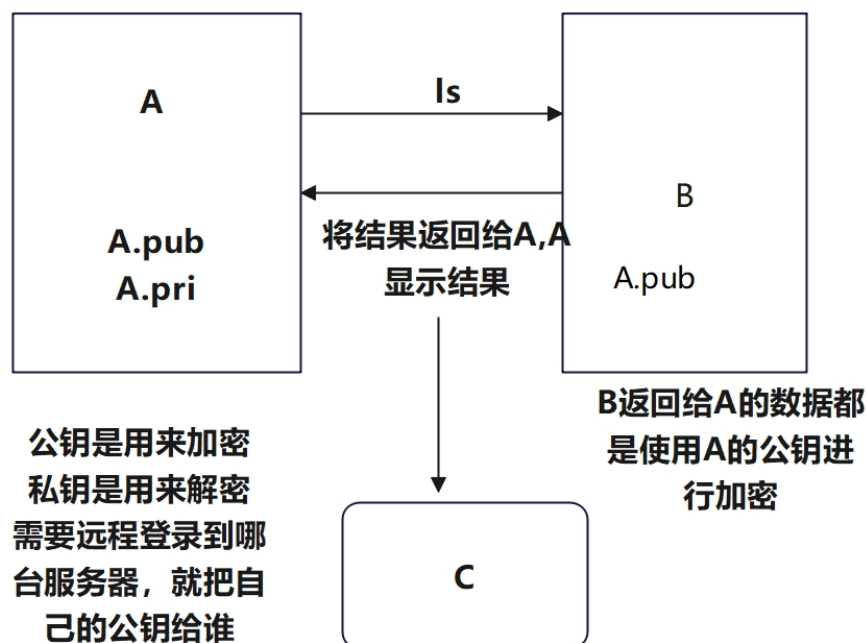 A
A.pub
A.pri
ls
将结果返回给A,A
显示结果
B
A.pub
B返回给A的数据都
是使用A的公钥进
行加密
公钥是用来加密
私钥是用来解密
需要远程登录到哪
台服务器，就把自
己的公钥给谁
C